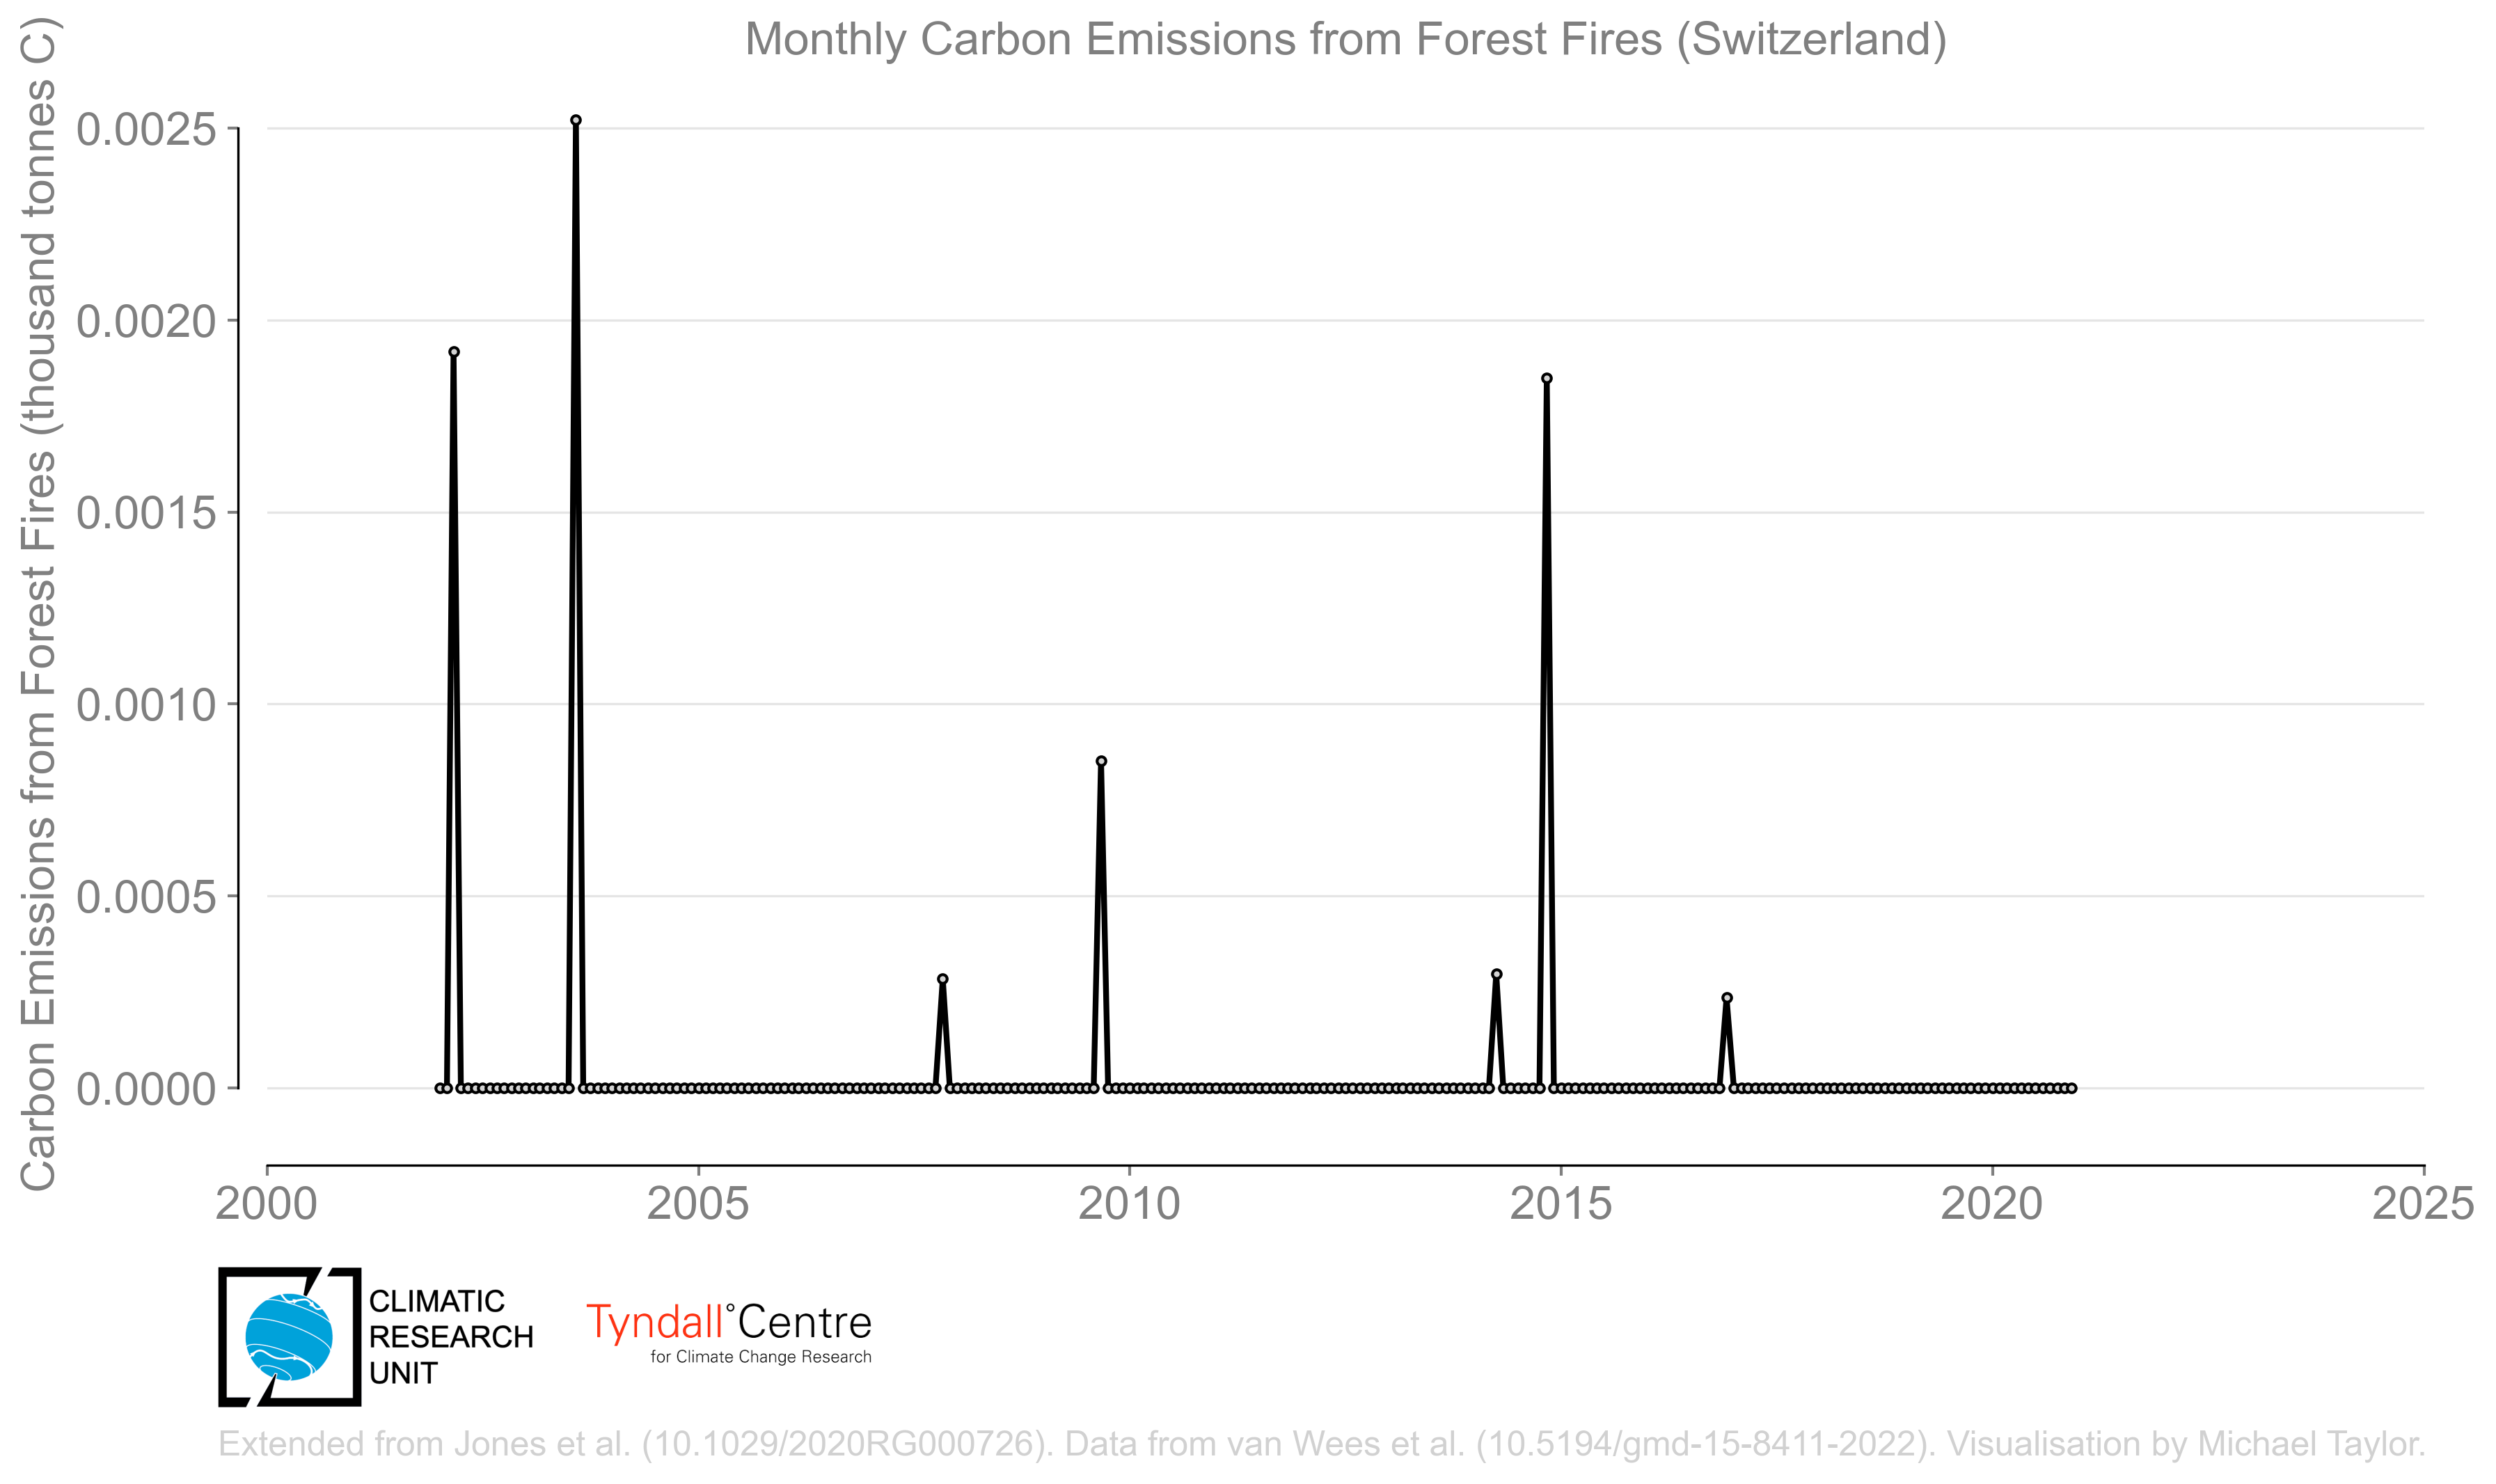 Monthly Carbon Emissions from Forest Fires (Switzerland)
Carbon Emissions from Forest Fires (thousand tonnes C)
0.0025
0.0020
0.0015
0.0010
0.0005
0.0000
2000 2005 2010 2015 2020 2025
CLIMATIC
RESEARCH
UNIT
Tyndall°Centre
for Climate Change Research
Extended from Jones et al. (10.1029/2020RG000726). Data from van Wees et al. (10.5194/gmd-15-8411-2022). Visualisation by Michael Taylor.